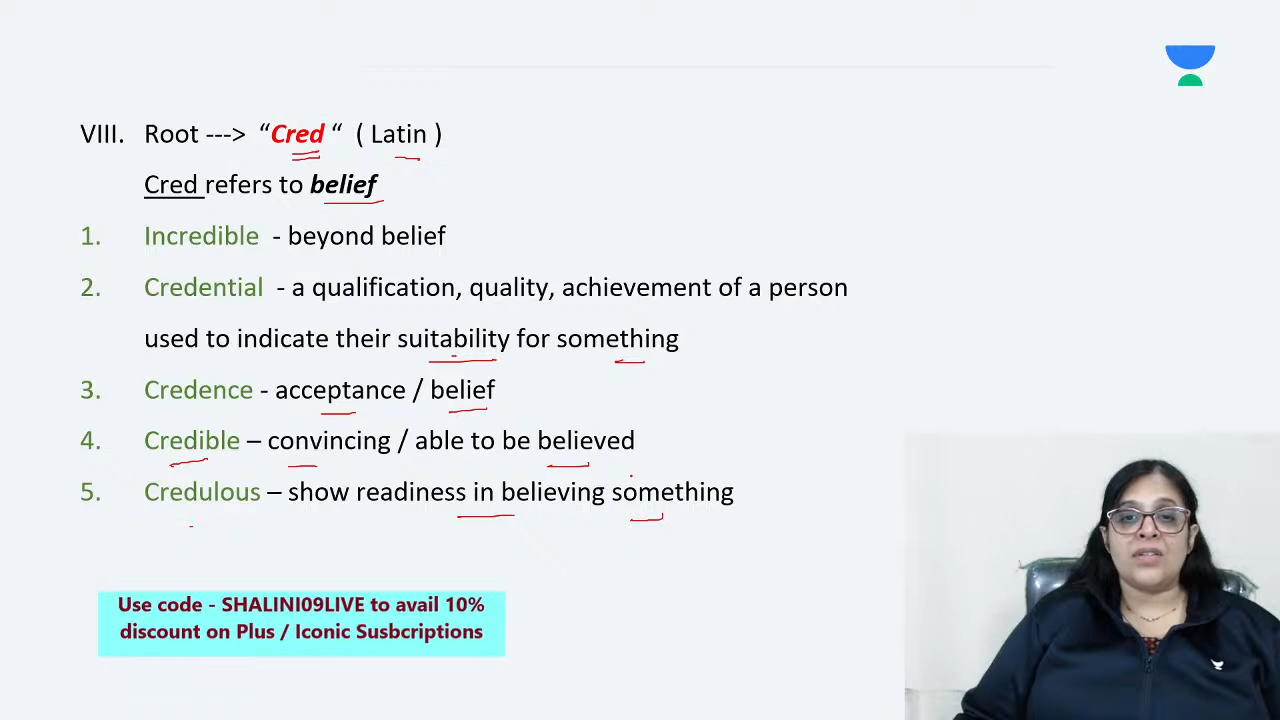 VIII. Root ---> “Cred “ ( Latin )
Cred refers to belief
1. Incredible - beyond belief
2. Credential - a qualification, quality, achievement of a person
used to indicate their suitability for something
3. Credence - acceptance / belief
4. Credible – convincing / able to be believed
5. Credulous – show readiness in believing something
Use code - SHALINI09LIVE to avail 10%
discount on Plus / Iconic Susbcriptions